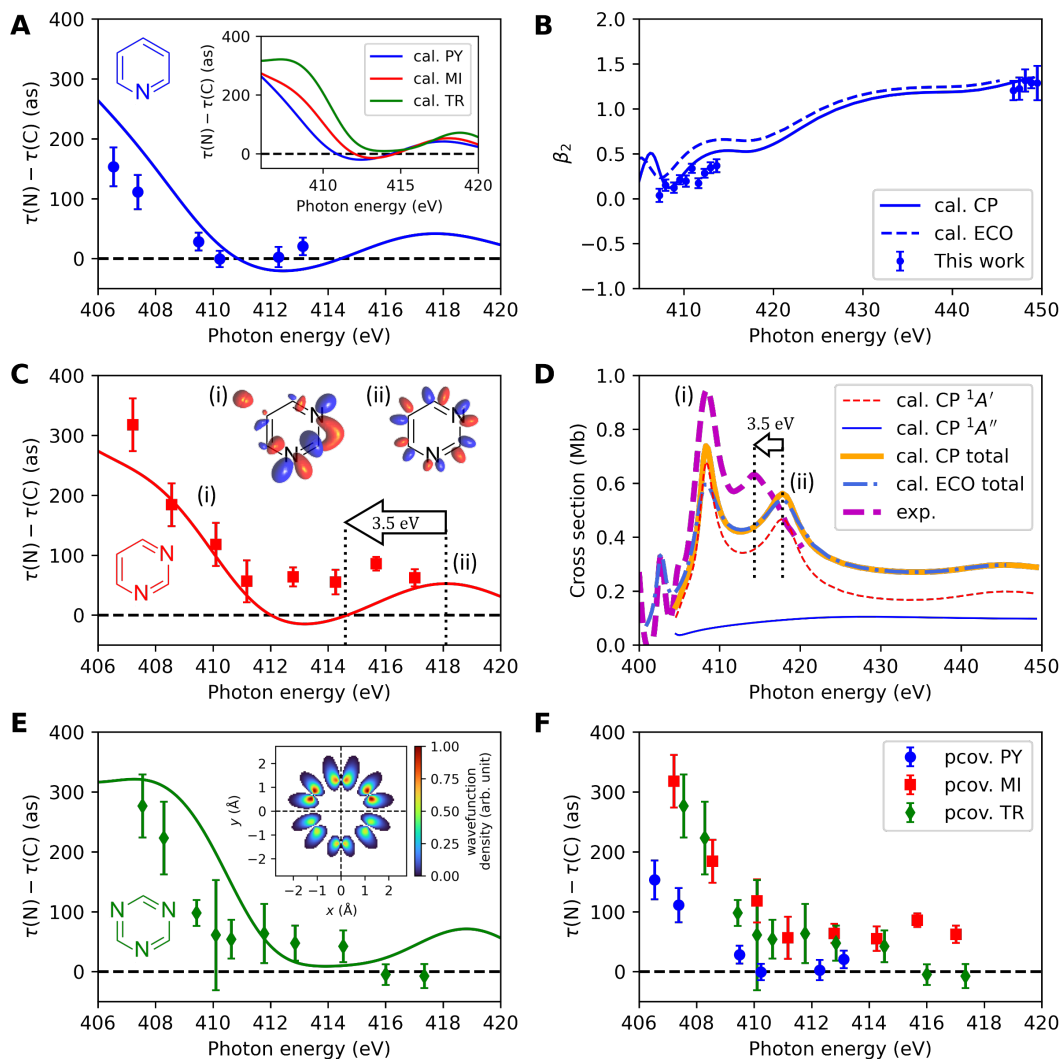 A
τ(N) − τ(C) (as)
400
300
200
100
0
406 408 410 412 414 416 418 420
Photon energy (eV)
N
τ(N) − τ(C) (as)
400
200
0
410 415 420
Photon energy (eV)
cal. PY
cal. MI
cal. TR
B
β2
2.0
1.5
1.0
0.5
0.0
−0.5
−1.0
410 420 430 440 450
Photon energy (eV)
cal. CP
cal. ECO
This work
C
τ(N) − τ(C) (as)
400
300
200
100
0
406 408 410 412 414 416 418 420
Photon energy (eV)
(i)
N
N
(ii)
N
N
(i)
3.5 eV
(ii)
N
N
D
Cross section (Mb)
1.0
0.8
0.6
0.4
0.2
0.0
400 410 420 430 440 450
Photon energy (eV)
(i)
3.5 eV
(ii)
cal. CP ¹A′
cal. CP ¹A″
cal. CP total
cal. ECO total
exp.
E
τ(N) − τ(C) (as)
400
300
200
100
0
406 408 410 412 414 416 418 420
Photon energy (eV)
N
N
N
y (Å)
2
1
0
−1
−2
−2 −1 0 1 2
x (Å)
1.00
0.75
0.50
0.25
0.00
wavefunction
density (arb. unit)
F
τ(N) − τ(C) (as)
400
300
200
100
0
406 408 410 412 414 416 418 420
Photon energy (eV)
pcov. PY
pcov. MI
pcov. TR